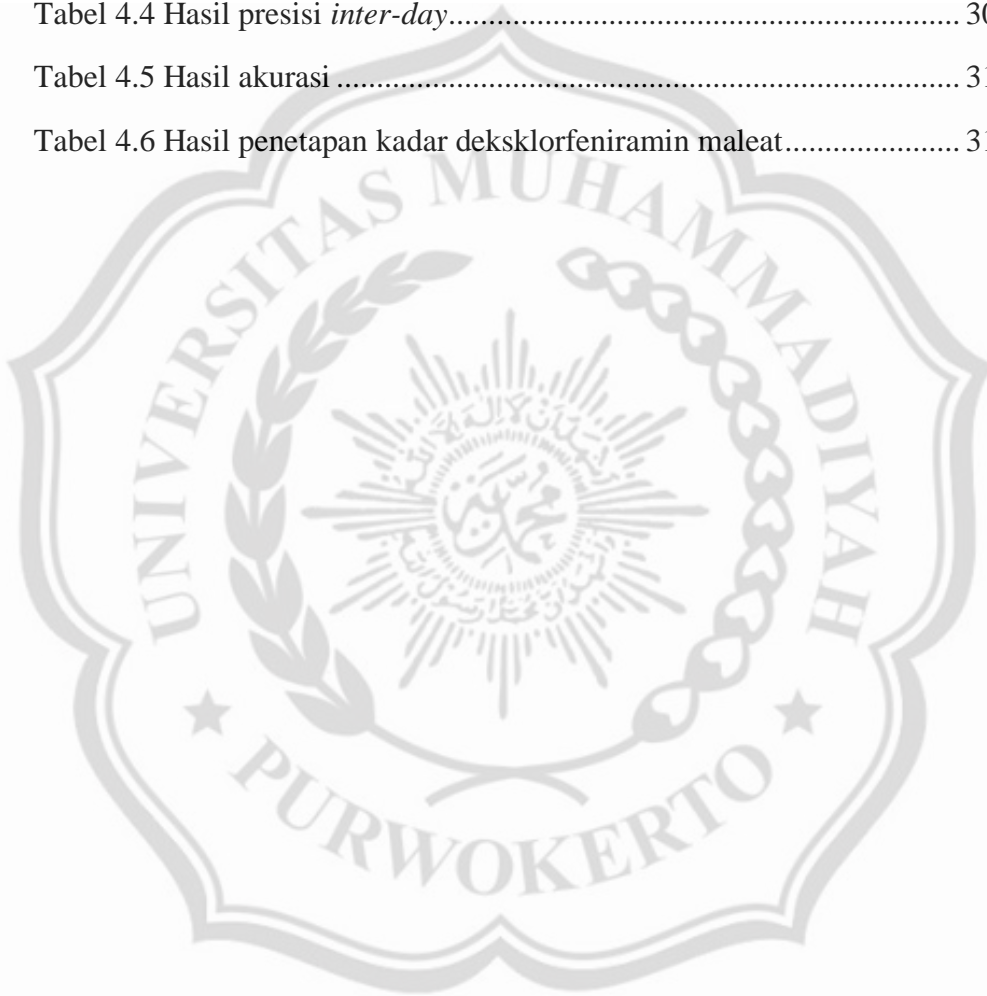 Tabel 4.4 Hasil presisi inter-day................................................................ 30
Tabel 4.5 Hasil akurasi ............................................................................. 31
Tabel 4.6 Hasil penetapan kadar deksklorfeniramin maleat..................... 31
UNIVERSITAS MUHAMMADIYAH
PURWOKERTO